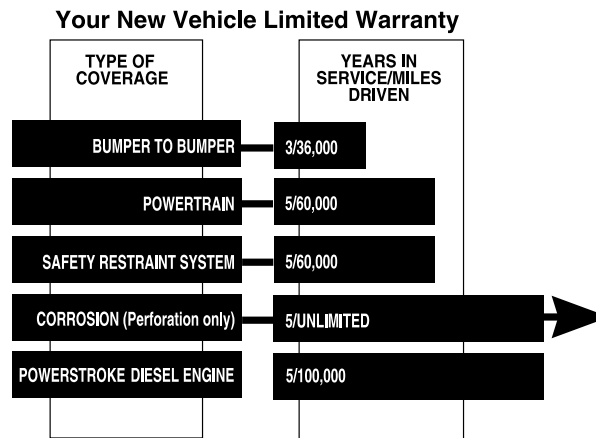 Your New Vehicle Limited Warranty
TYPE OF
COVERAGE
YEARS IN
SERVICE/MILES
DRIVEN
BUMPER TO BUMPER
3/36,000
POWERTRAIN
5/60,000
SAFETY RESTRAINT SYSTEM
5/60,000
CORROSION (Perforation only)
5/UNLIMITED
POWERSTROKE DIESEL ENGINE
5/100,000